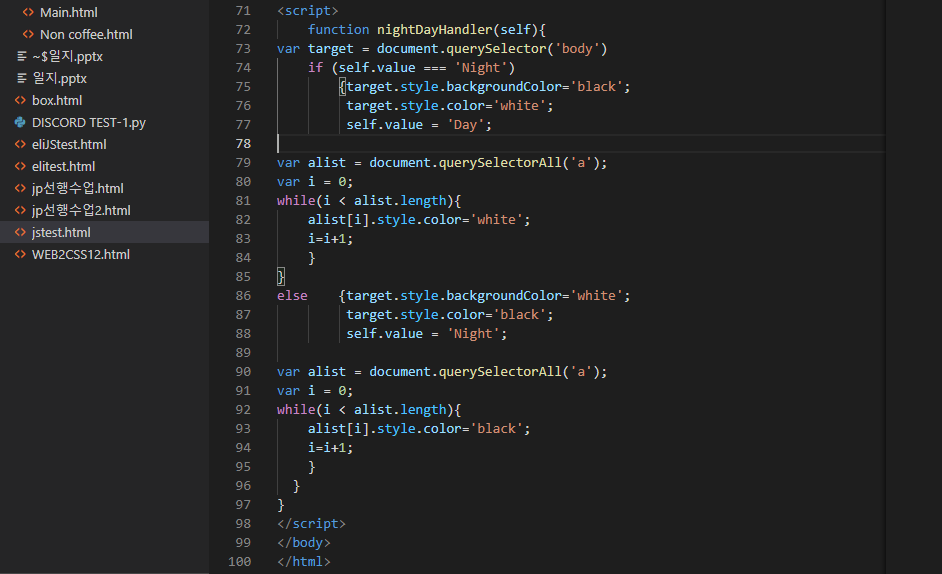 Main.html
Non coffee.html
~$일지.pptx
일지.pptx
box.html
DISCORD TEST-1.py
eliJStest.html
elitest.html
jp선행수업.html
jp선행수업2.html
jstest.html
WEB2CSS12.html
71 <script>
72 function nightDayHandler(self){
73 var target = document.querySelector('body')
74 if (self.value === 'Night')
75 {target.style.backgroundColor='black';
76 target.style.color='white';
77 self.value = 'Day';
78
79 var alist = document.querySelectorAll('a');
80 var i = 0;
81 while(i < alist.length){
82 alist[i].style.color='white';
83 i=i+1;
84 }
85 }
86 else {target.style.backgroundColor='white';
87 target.style.color='black';
88 self.value = 'Night';
89
90 var alist = document.querySelectorAll('a');
91 var i = 0;
92 while(i < alist.length){
93 alist[i].style.color='black';
94 i=i+1;
95 }
96 }
97 }
98 </script>
99 </body>
100 </html>